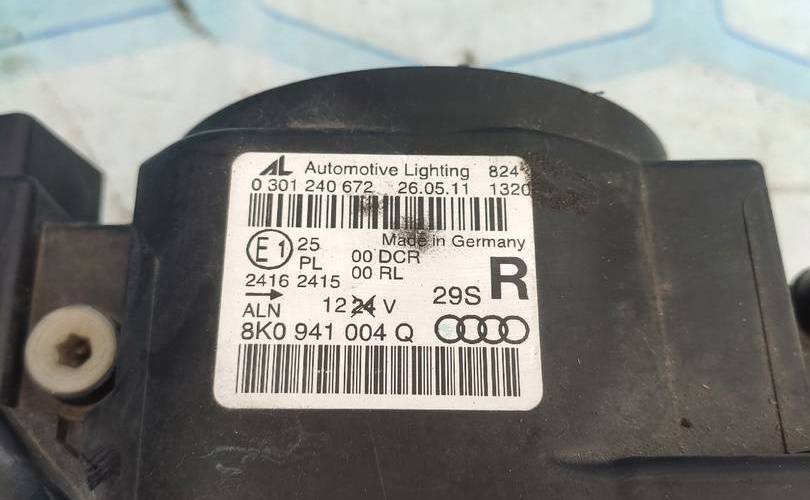 AL Automotive Lighting 824
0 301 240 672 26.05.11 1320
Made in Germany
E1 25 00 DCR
PL 00 RL R
2416 2415
29S
12 24 V
ALN
8K0 941 004 Q